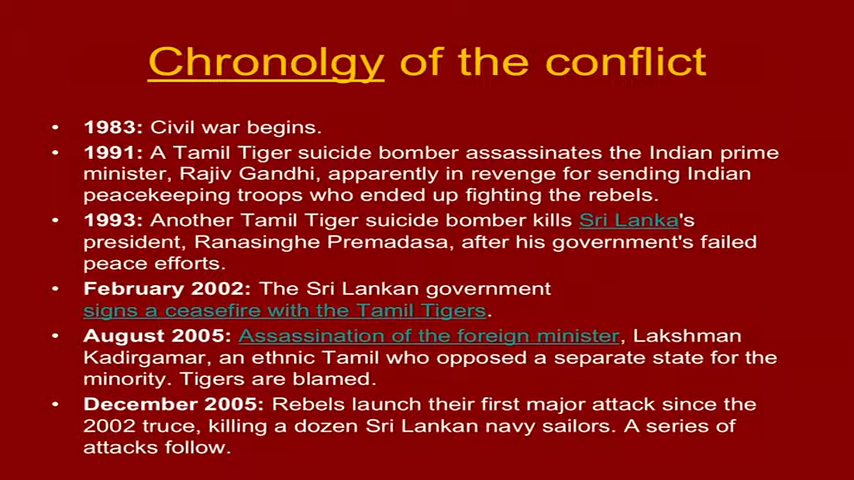 Chronolgy of the conflict
• 1983: Civil war begins.
• 1991: A Tamil Tiger suicide bomber assassinates the Indian prime
minister, Rajiv Gandhi, apparently in revenge for sending Indian
peacekeeping troops who ended up fighting the rebels.
• 1993: Another Tamil Tiger suicide bomber kills Sri Lanka's
president, Ranasinghe Premadasa, after his government's failed
peace efforts.
• February 2002: The Sri Lankan government
signs a ceasefire with the Tamil Tigers.
• August 2005: Assassination of the foreign minister, Lakshman
Kadirgamar, an ethnic Tamil who opposed a separate state for the
minority. Tigers are blamed.
• December 2005: Rebels launch their first major attack since the
2002 truce, killing a dozen Sri Lankan navy sailors. A series of
attacks follow.